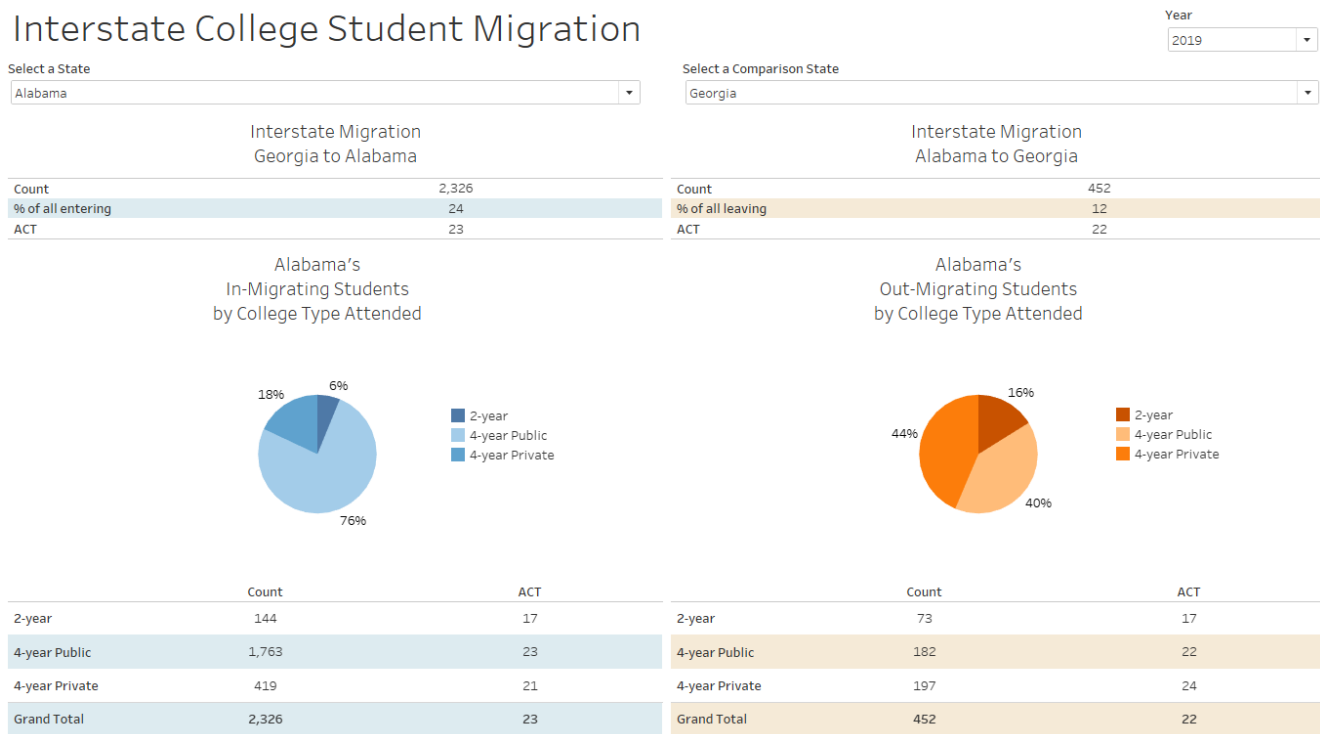 Interstate College Student Migration
Year
2019
Select a State
Alabama
Select a Comparison State
Georgia
Interstate Migration
Georgia to Alabama
Count 2,326
% of all entering 24
ACT 23
Interstate Migration
Alabama to Georgia
Count 452
% of all leaving 12
ACT 22
Alabama's
In-Migrating Students
by College Type Attended
18%
6%
76%
2-year
4-year Public
4-year Private
Alabama's
Out-Migrating Students
by College Type Attended
16%
44%
40%
2-year
4-year Public
4-year Private
Count ACT
2-year 144 17
4-year Public 1,763 23
4-year Private 419 21
Grand Total 2,326 23
Count ACT
2-year 73 17
4-year Public 182 22
4-year Private 197 24
Grand Total 452 22